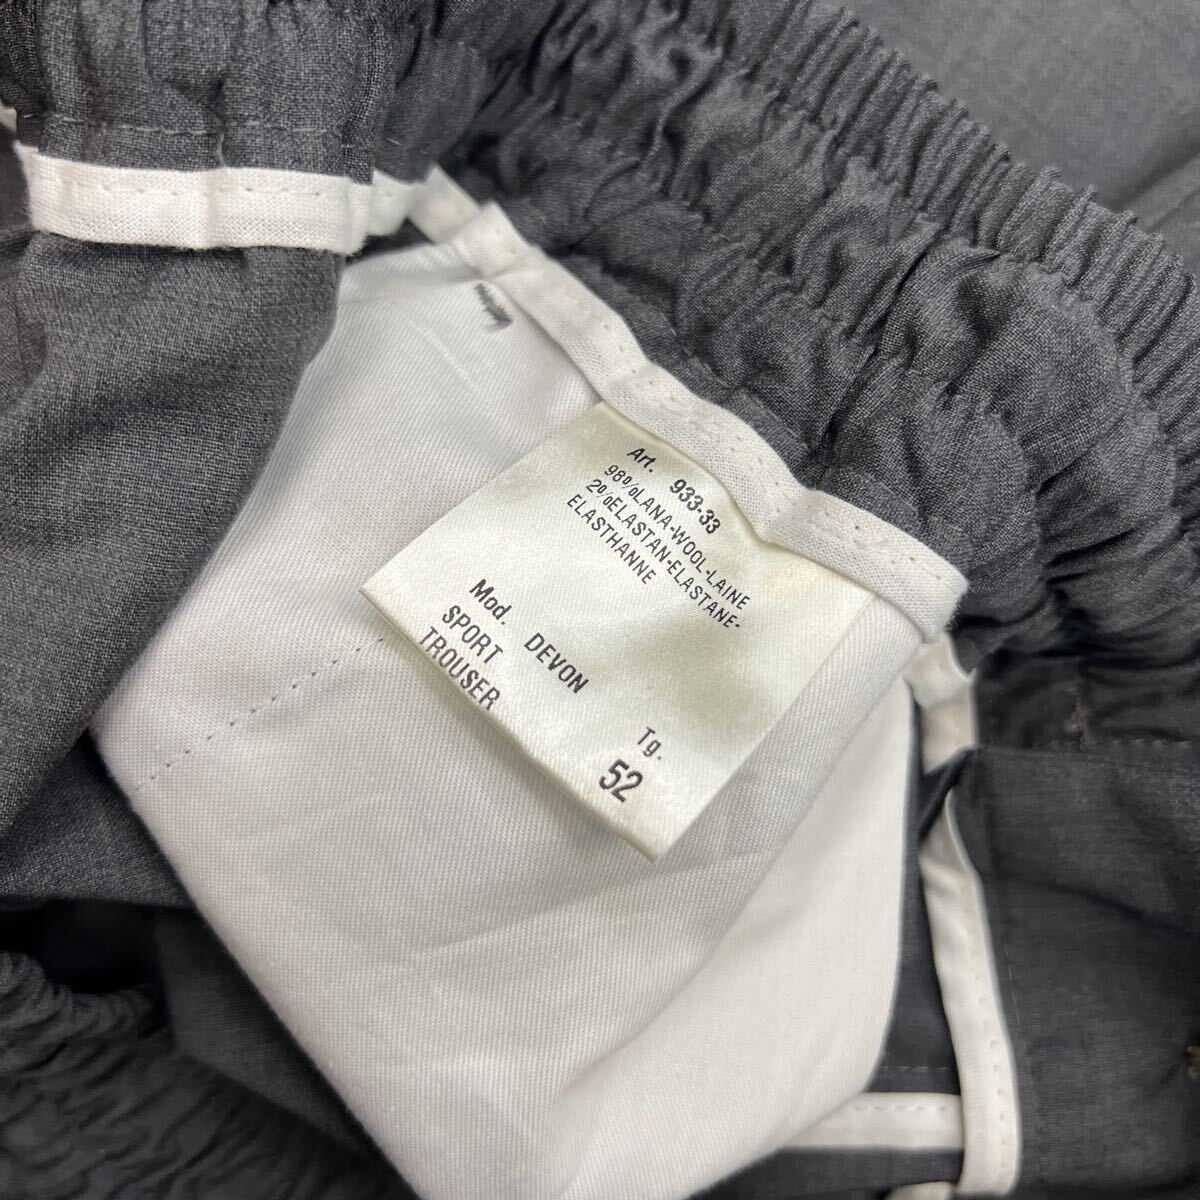 Art. 933-33
98%LANA-WOOL-LAINE
2%ELASTAN-ELASTANE-
ELASTHANNE
Mod. DEVON
SPORT
TROUSER
Tg.
52